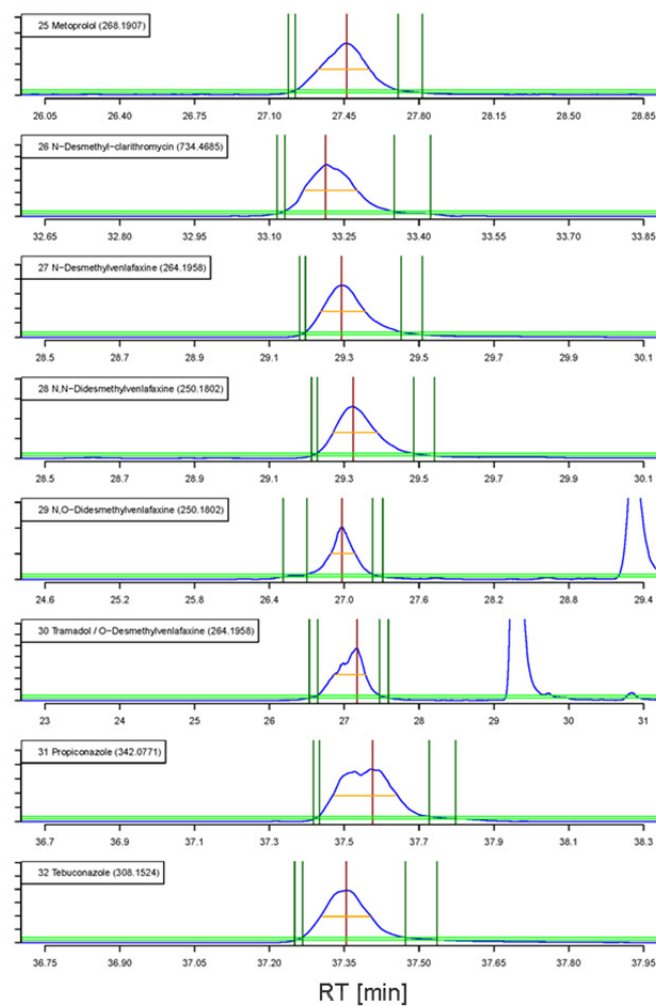 25 Metoprolol (268.1907)
26.05 26.40 26.75 27.10 27.45 27.80 28.15 28.50 28.85
26 N−Desmethyl−clarithromycin (734.4685)
32.65 32.80 32.95 33.10 33.25 33.40 33.55 33.70 33.85
27 N−Desmethylvenlafaxine (264.1958)
28.5 28.7 28.9 29.1 29.3 29.5 29.7 29.9 30.1
28 N,N−Didesmethylvenlafaxine (250.1802)
28.5 28.7 28.9 29.1 29.3 29.5 29.7 29.9 30.1
29 N,O−Didesmethylvenlafaxine (250.1802)
24.6 25.2 25.8 26.4 27.0 27.6 28.2 28.8 29.4
30 Tramadol / O−Desmethylvenlafaxine (264.1958)
23 24 25 26 27 28 29 30 31
31 Propiconazole (342.0771)
36.7 36.9 37.1 37.3 37.5 37.7 37.9 38.1 38.3
32 Tebuconazole (308.1524)
36.75 36.90 37.05 37.20 37.35 37.50 37.65 37.80 37.95
RT [min]